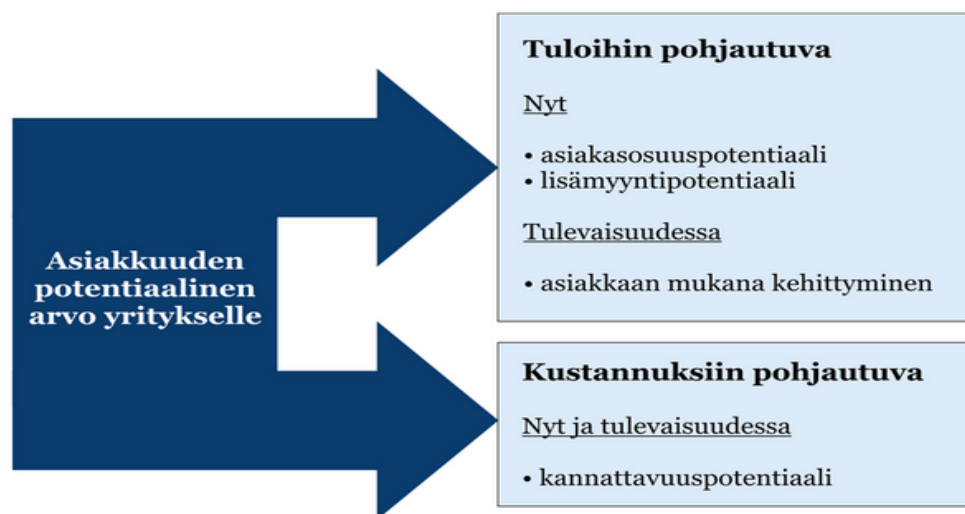 Asiakkuuden
potentiaalinen
arvo yritykselle
Tuloihin pohjautuva
Nyt
• asiakasosuuspotentiaali
• lisämyyntipotentiaali
Tulevaisuudessa
• asiakkaan mukana kehittyminen
Kustannuksiin pohjautuva
Nyt ja tulevaisuudessa
• kannattavuuspotentiaali